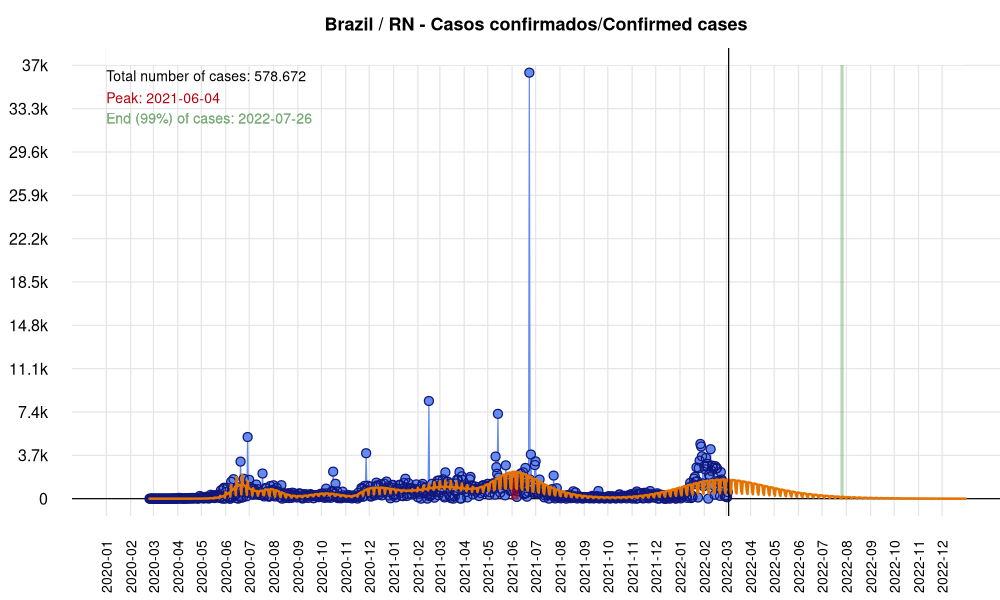 Brazil / RN - Casos confirmados/Confirmed cases
Total number of cases: 578.672
Peak: 2021-06-04
End (99%) of cases: 2022-07-26
37k
33.3k
29.6k
25.9k
22.2k
18.5k
14.8k
11.1k
7.4k
3.7k
0
2020-01
2020-02
2020-03
2020-04
2020-05
2020-06
2020-07
2020-08
2020-09
2020-10
2020-11
2020-12
2021-01
2021-02
2021-03
2021-04
2021-05
2021-06
2021-07
2021-08
2021-09
2021-10
2021-11
2021-12
2022-01
2022-02
2022-03
2022-04
2022-05
2022-06
2022-07
2022-08
2022-09
2022-10
2022-11
2022-12